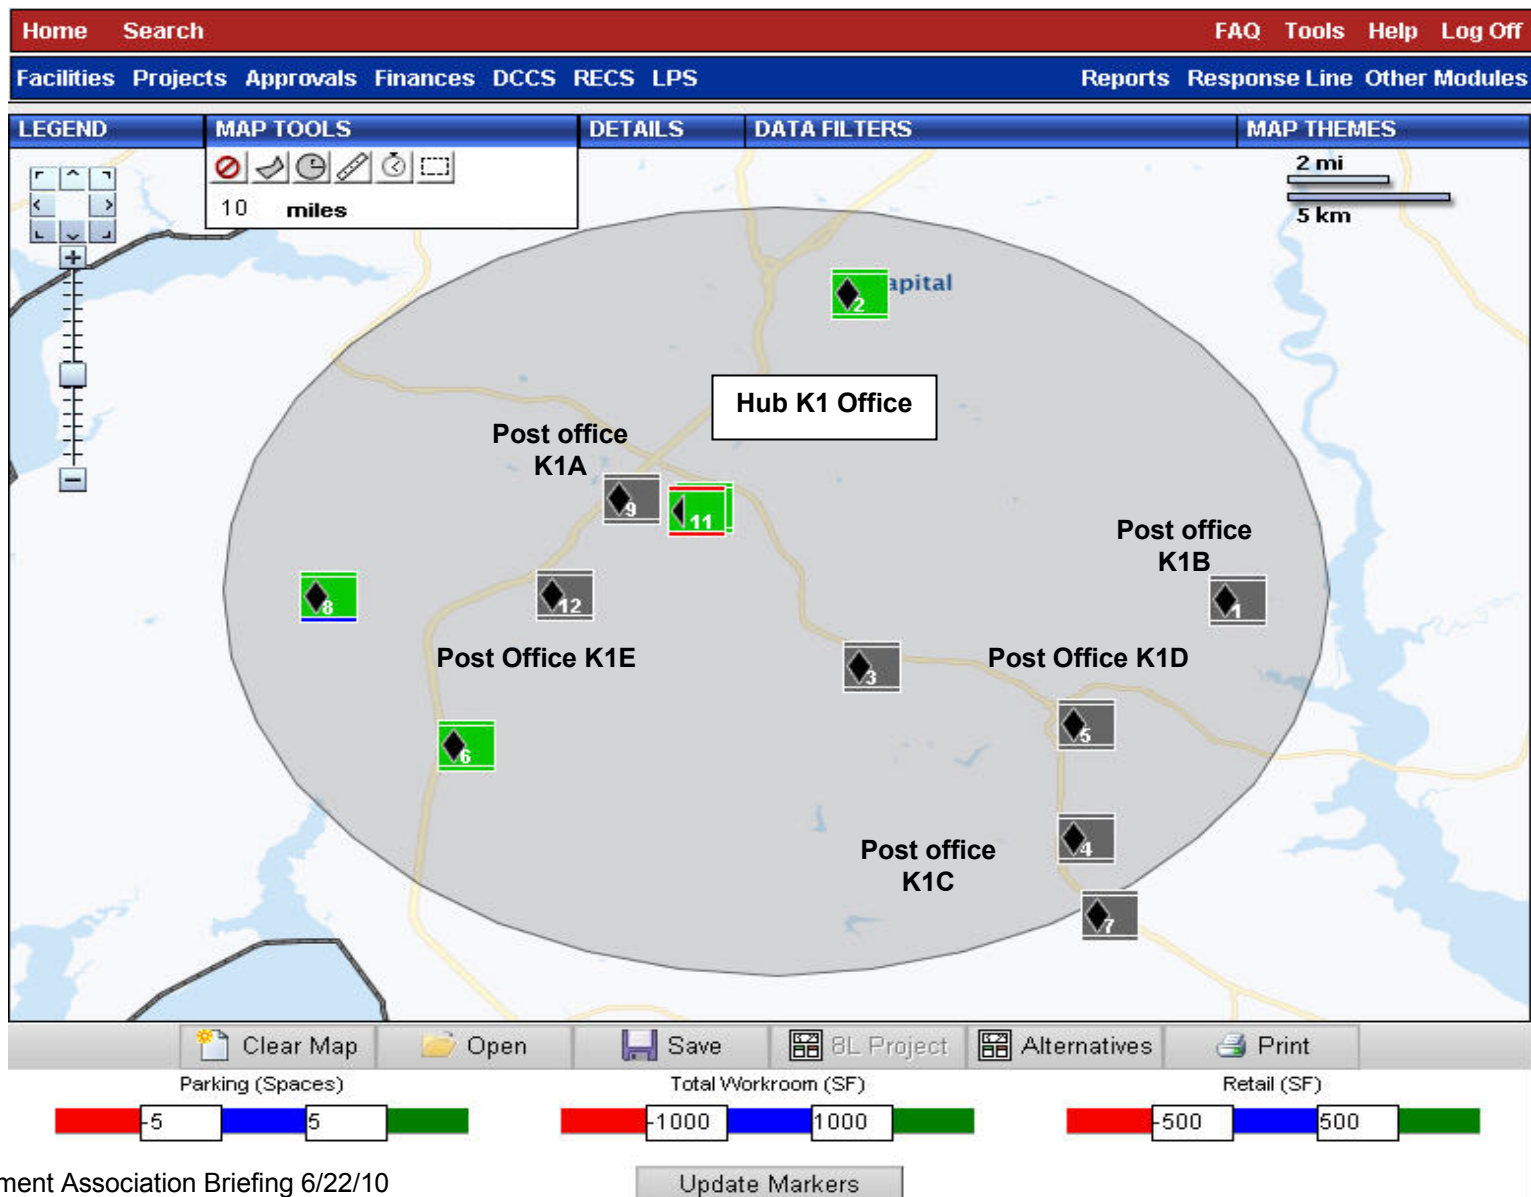 Home Search FAQ Tools Help Log Off
Facilities Projects Approvals Finances DCCS RECS LPS Reports Response Line Other Modules
LEGEND MAP TOOLS DETAILS DATA FILTERS MAP THEMES
10 miles
2 mi
5 km
2
apital
Hub K1 Office
Post office
K1A
9
11
Post office
K1B
1
8
12
Post Office K1E
3
Post Office K1D
5
6
4
Post office
K1C
7
Clear Map Open Save 8L Project Alternatives Print
Parking (Spaces) Total Workroom (SF) Retail (SF)
-5 5 -1000 1000 -500 500
ment Association Briefing 6/22/10
Update Markers